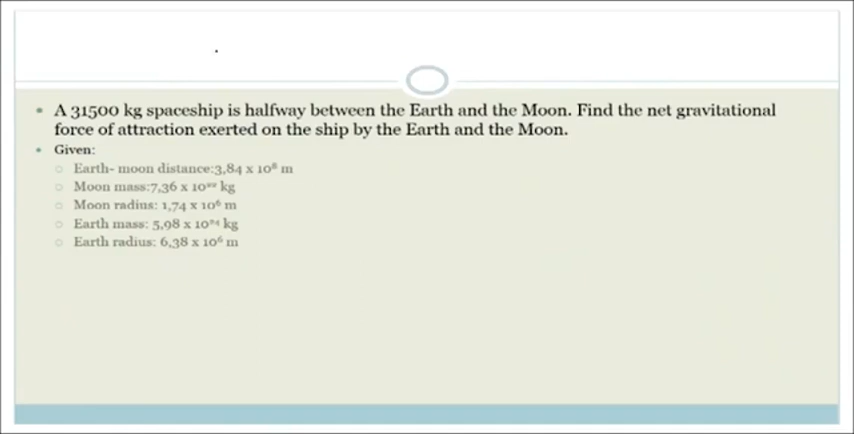 • A 31500 kg spaceship is halfway between the Earth and the Moon. Find the net gravitational
force of attraction exerted on the ship by the Earth and the Moon.
• Given:
○ Earth- moon distance:3,84 x 10⁸ m
○ Moon mass:7,36 x 10²² kg
○ Moon radius: 1,74 x 10⁶ m
○ Earth mass: 5,98 x 10²⁴ kg
○ Earth radius: 6,38 x 10⁶ m